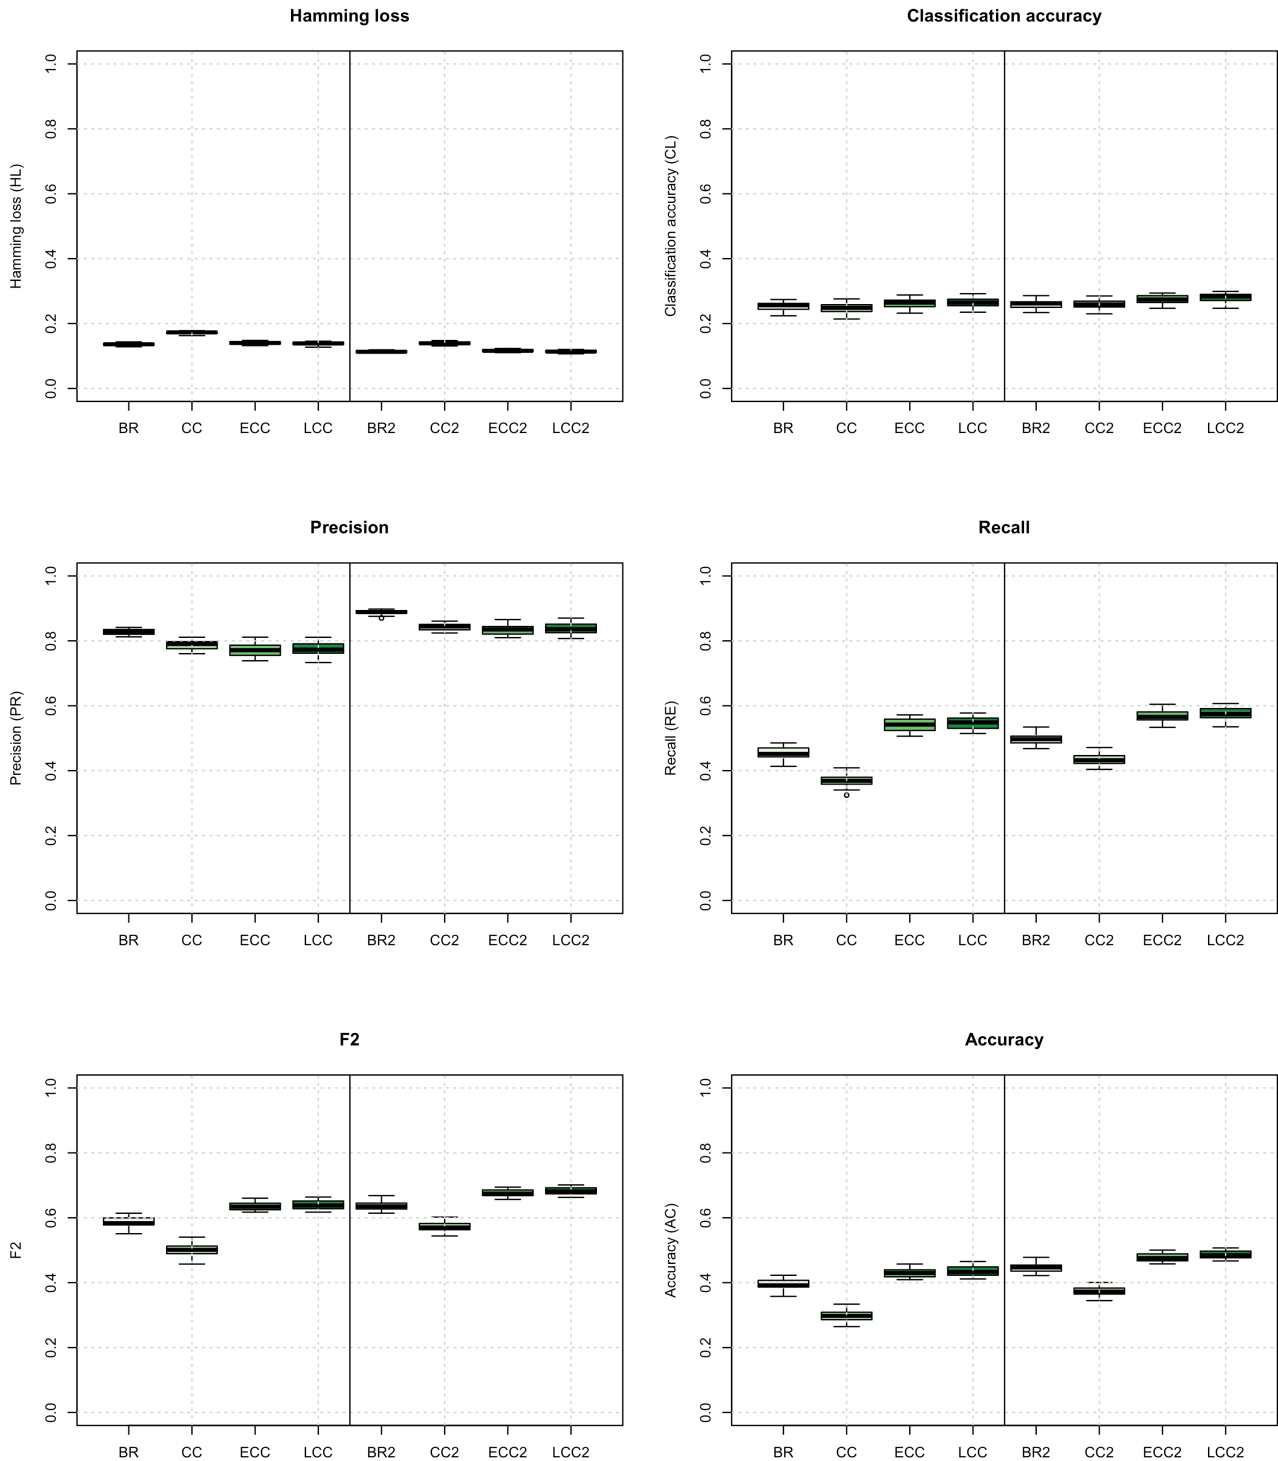 Hamming loss
Hamming loss (HL)
1.0
0.8
0.6
0.4
0.2
0.0
BR CC ECC LCC BR2 CC2 ECC2 LCC2
Classification accuracy
Classification accuracy (CL)
1.0
0.8
0.6
0.4
0.2
0.0
BR CC ECC LCC BR2 CC2 ECC2 LCC2
Precision
Precision (PR)
1.0
0.8
0.6
0.4
0.2
0.0
BR CC ECC LCC BR2 CC2 ECC2 LCC2
Recall
Recall (RE)
1.0
0.8
0.6
0.4
0.2
0.0
BR CC ECC LCC BR2 CC2 ECC2 LCC2
F2
F2
1.0
0.8
0.6
0.4
0.2
0.0
BR CC ECC LCC BR2 CC2 ECC2 LCC2
Accuracy
Accuracy (AC)
1.0
0.8
0.6
0.4
0.2
0.0
BR CC ECC LCC BR2 CC2 ECC2 LCC2